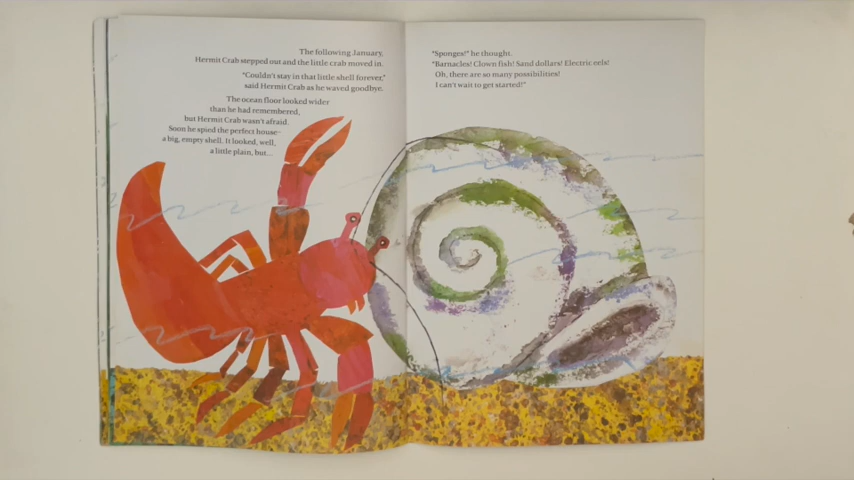 The following January,
Hermit Crab stepped out and the little crab moved in.
"Couldn't stay in that little shell forever,"
said Hermit Crab as he waved goodbye.
The ocean floor looked wider
than he had remembered,
but Hermit Crab wasn't afraid.
Soon he spied the perfect house—
a big, empty shell. It looked, well,
a little plain, but...
"Sponges!" he thought.
"Barnacles! Clown fish! Sand dollars! Electric eels!
Oh, there are so many possibilities!
I can't wait to get started!"